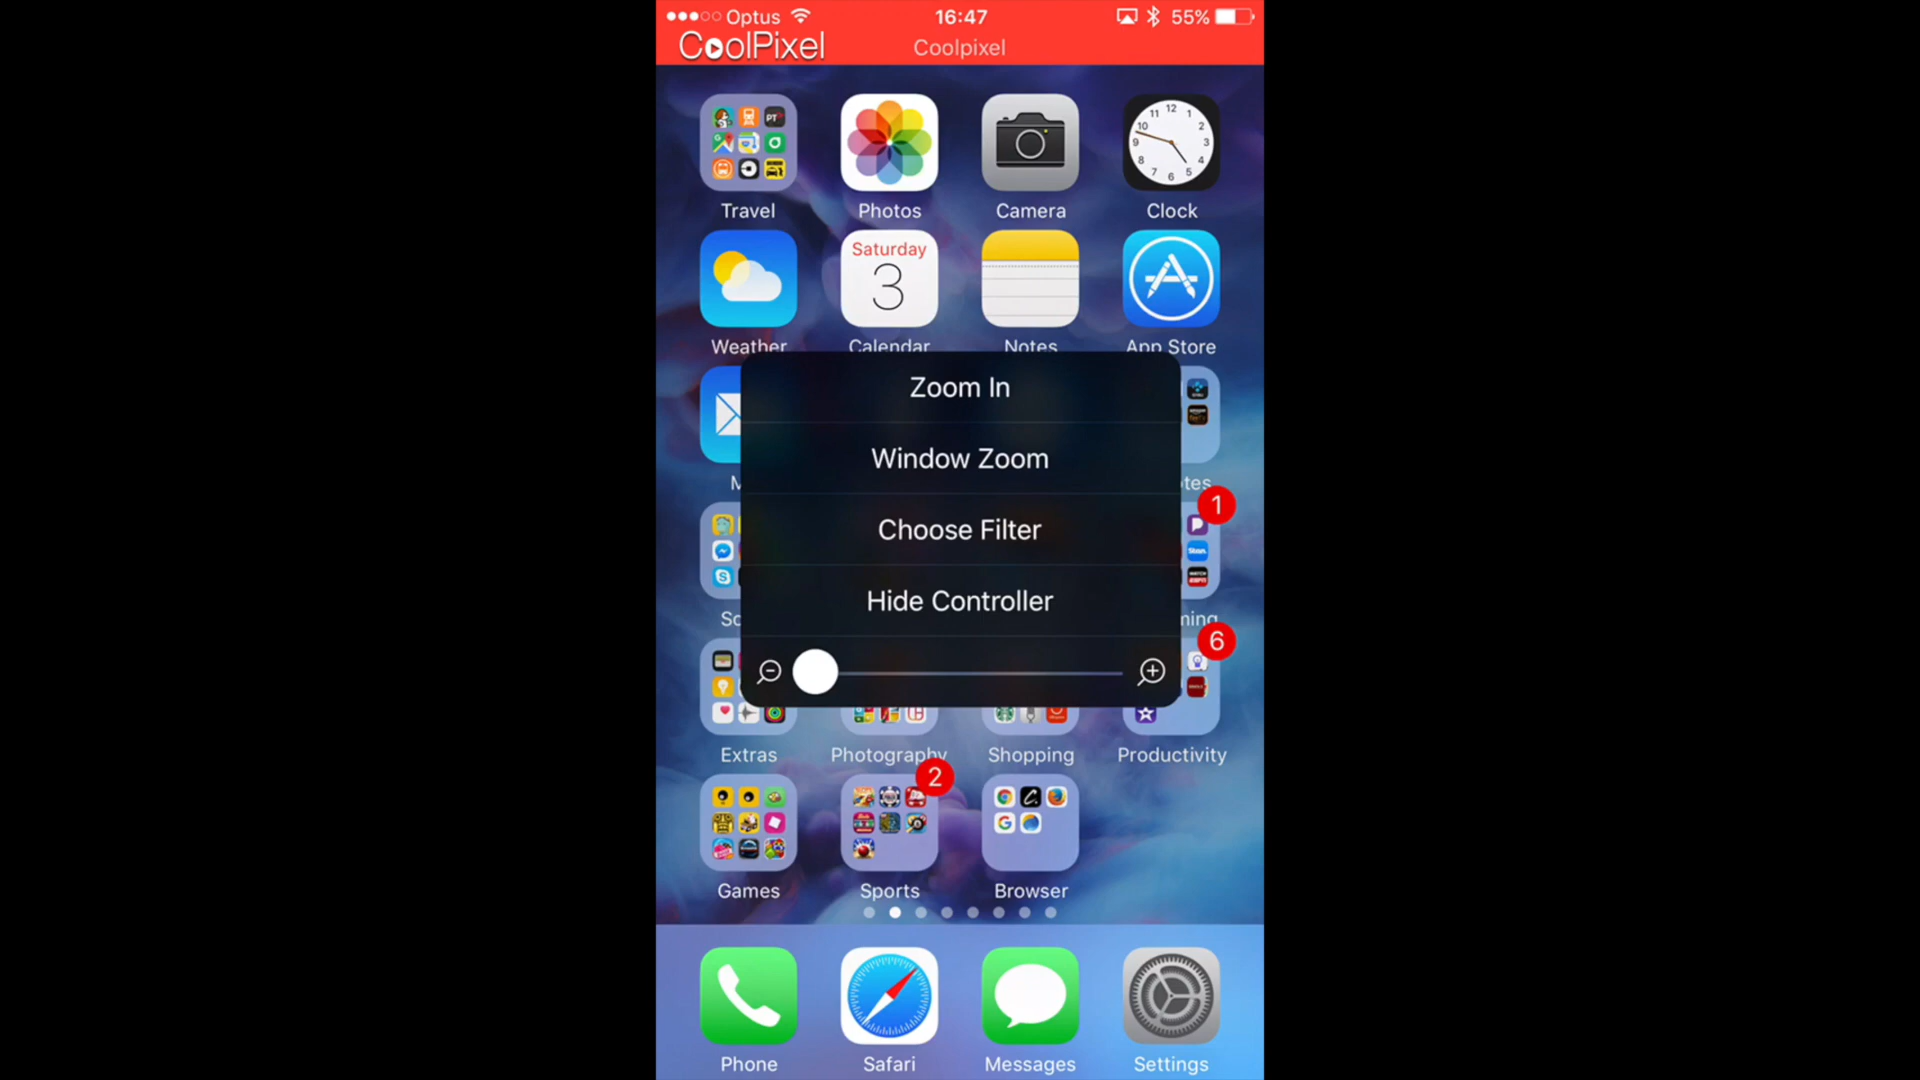 Optus 16:47 55%
CoolPixel Coolpixel
Travel Photos Camera Clock
Saturday
3
Weather Calendar Notes App Store
Zoom In
Window Zoom
tes
1
Choose Filter
Hide Controller
ming
6
Extras Photography Shopping Productivity
2
Games Sports Browser
Phone Safari Messages Settings